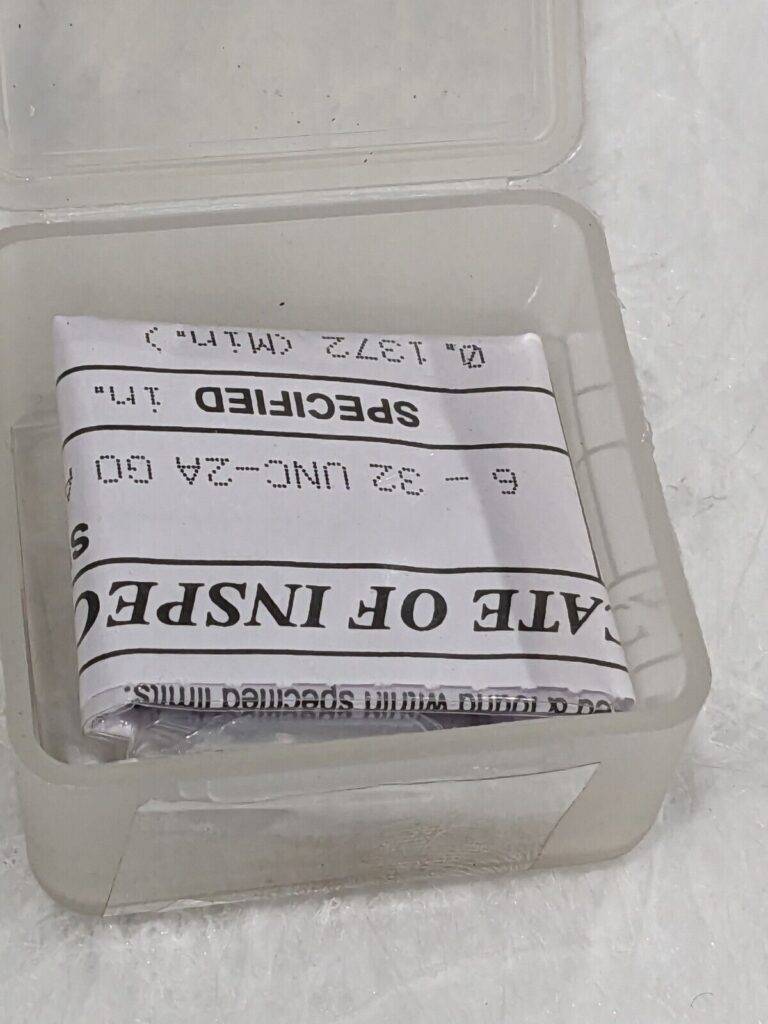 ed & found within specified limits.
CATE OF INSPEC
S
6 - 32 UNC-2A GO
SPECIFIED in.
0.1372 (Min.)